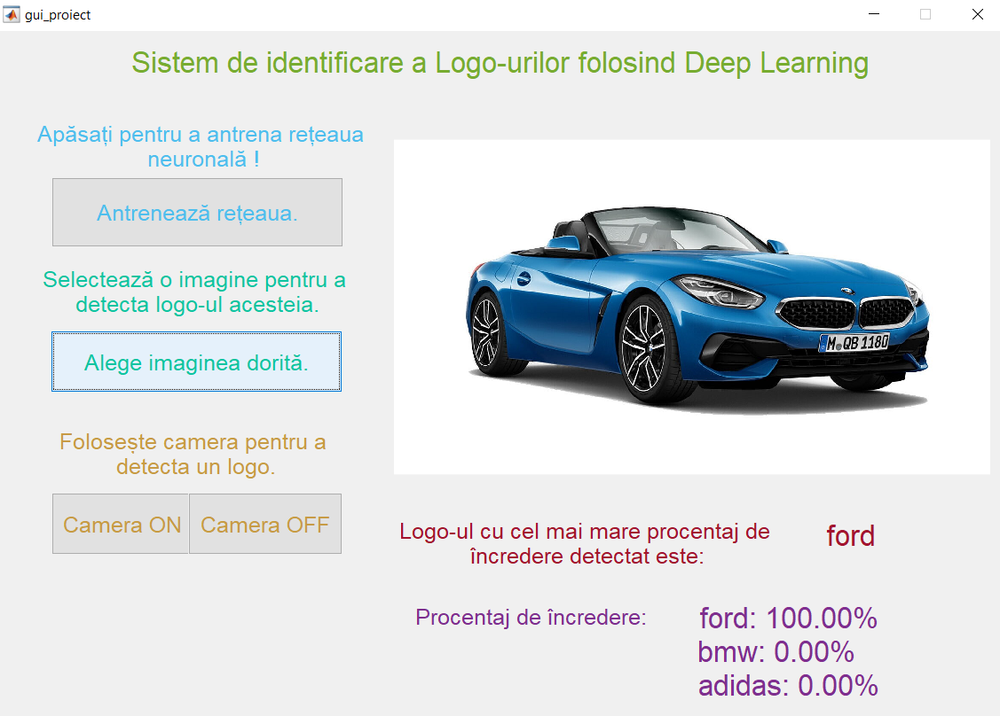 gui_proiect
Sistem de identificare a Logo-urilor folosind Deep Learning
Apăsați pentru a antrena rețeaua
neuronală !
Antrenează rețeaua.
Selectează o imagine pentru a
detecta logo-ul acesteia.
Alege imaginea dorită.
Folosește camera pentru a
detecta un logo.
Camera ON
Camera OFF
M QB 1180
Logo-ul cu cel mai mare procentaj de
încredere detectat este:
ford
Procentaj de încredere:
ford: 100.00%
bmw: 0.00%
adidas: 0.00%